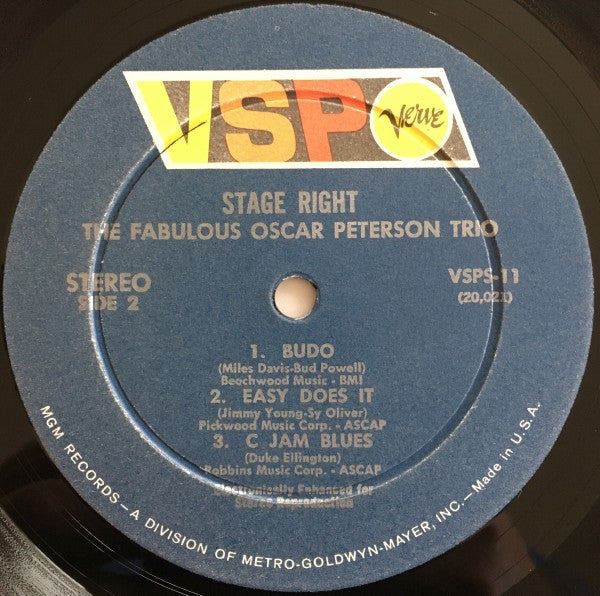 VSP Verve
STAGE RIGHT
THE FABULOUS OSCAR PETERSON TRIO
STEREO
SIDE 2
VSPS-11
(20,021)
1. BUDO
(Miles Davis-Bud Powell)
Beechwood Music - BMI
2. EASY DOES IT
(Jimmy Young-Sy Oliver)
Pickwood Music Corp. - ASCAP
3. C JAM BLUES
(Duke Ellington)
Robbins Music Corp. - ASCAP
Electronically Enhanced for
Stereo Reproduction
MGM RECORDS—A DIVISION OF METRO-GOLDWYN-MAYER, INC.—Made in U.S.A.